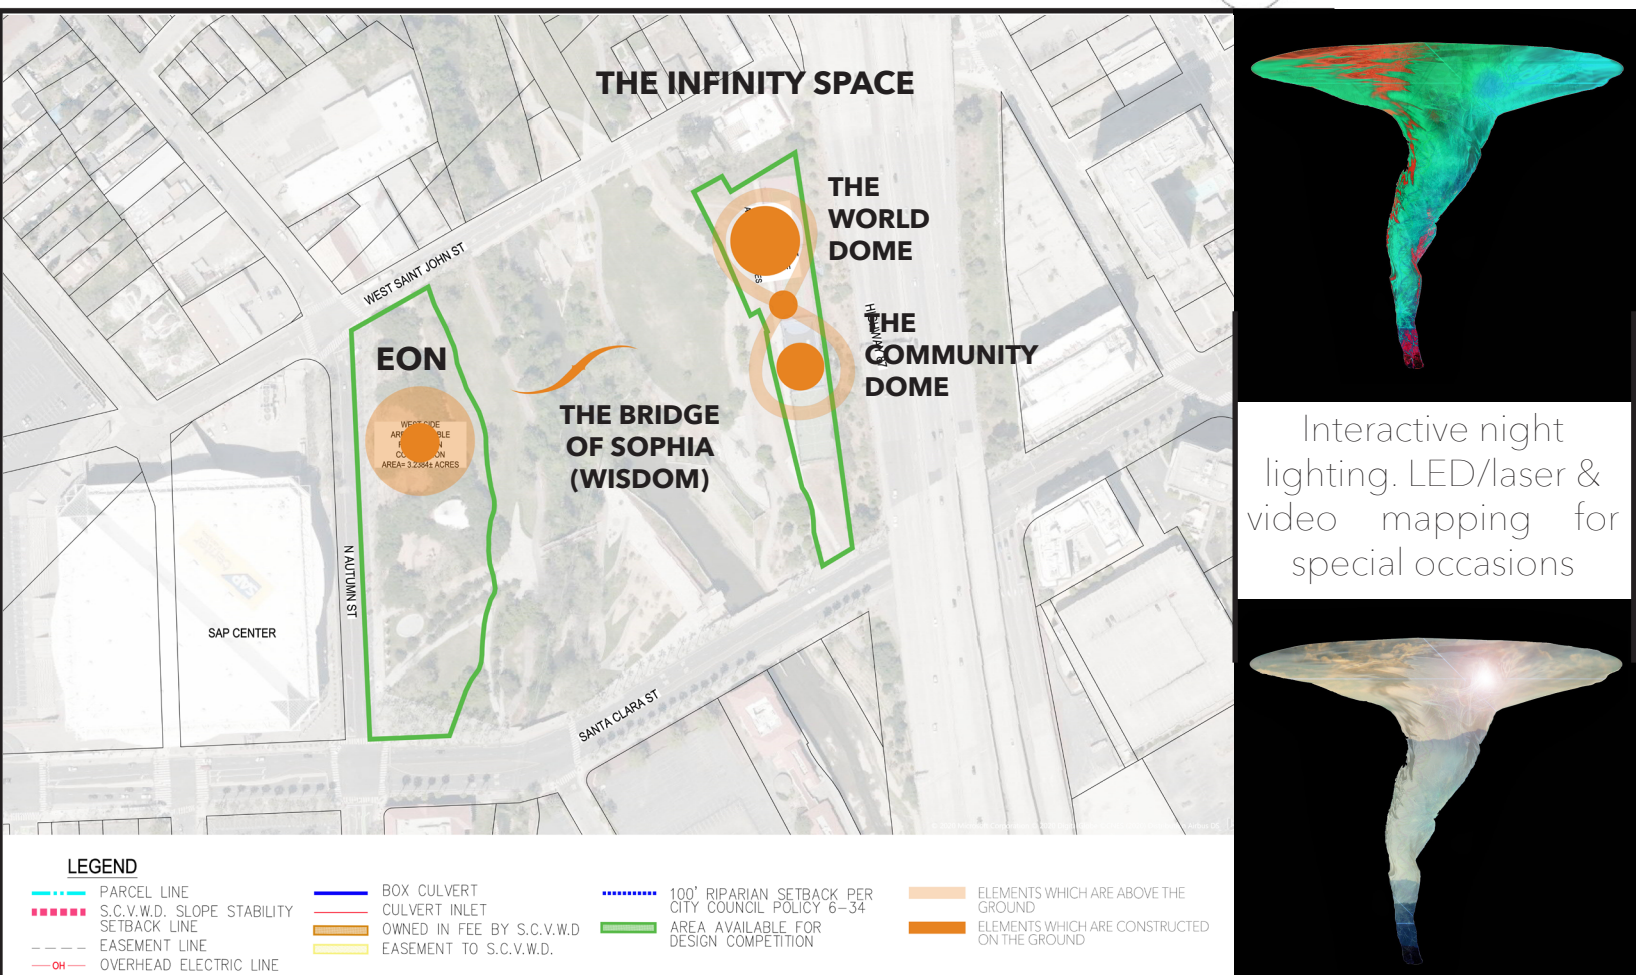 THE INFINITY SPACE
THE
WORLD
DOME
WEST SAINT JOHN ST
THE
COMMUNITY
DOME
EON
THE BRIDGE
OF SOPHIA
(WISDOM)
WEST SIDE
AREA= 3.2384± ACRES
N AUTUMN ST
SAP CENTER
SANTA CLARA ST
Interactive night
lighting. LED/laser &
video mapping for
special occasions
LEGEND
PARCEL LINE
S.C.V.W.D. SLOPE STABILITY
SETBACK LINE
EASEMENT LINE
OH
OVERHEAD ELECTRIC LINE
BOX CULVERT
CULVERT INLET
OWNED IN FEE BY S.C.V.W.D
EASEMENT TO S.C.V.W.D.
100' RIPARIAN SETBACK PER
CITY COUNCIL POLICY 6-34
AREA AVAILABLE FOR
DESIGN COMPETITION
ELEMENTS WHICH ARE ABOVE THE
GROUND
ELEMENTS WHICH ARE CONSTRUCTED
ON THE GROUND